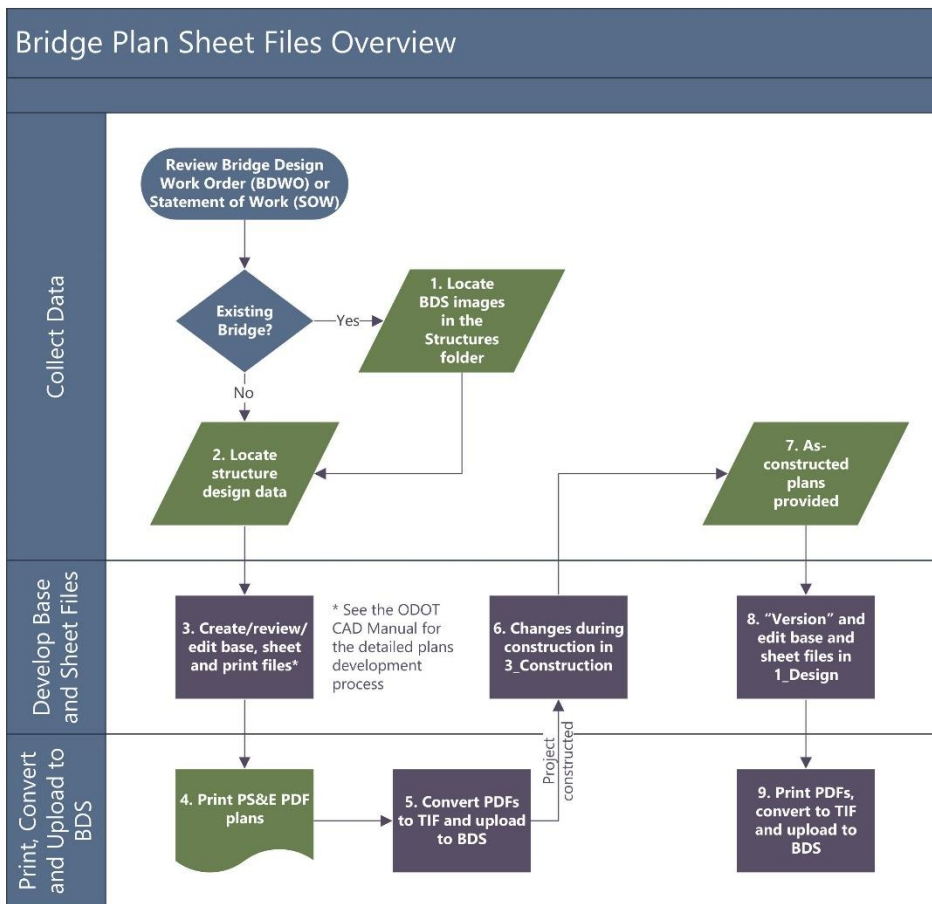 Bridge Plan Sheet Files Overview
Collect Data
Review Bridge Design
Work Order (BDWO) or
Statement of Work (SOW)
Existing
Bridge?
Yes
No
1. Locate
BDS images
in the
Structures
folder
2. Locate
structure
design data
7. As-
constructed
plans
provided
Develop Base
and Sheet Files
3. Create/review/
edit base, sheet
and print files*
* See the ODOT
CAD Manual for
the detailed plans
development
process
6. Changes during
construction in
3_Construction
8. “Version” and
edit base and
sheet files in
1_Design
Print, Convert
and Upload to
BDS
4. Print PS&E PDF
plans
5. Convert PDFs
to TIF and upload
to BDS
Project
constructed
9. Print PDFs,
convert to TIF
and upload to
BDS